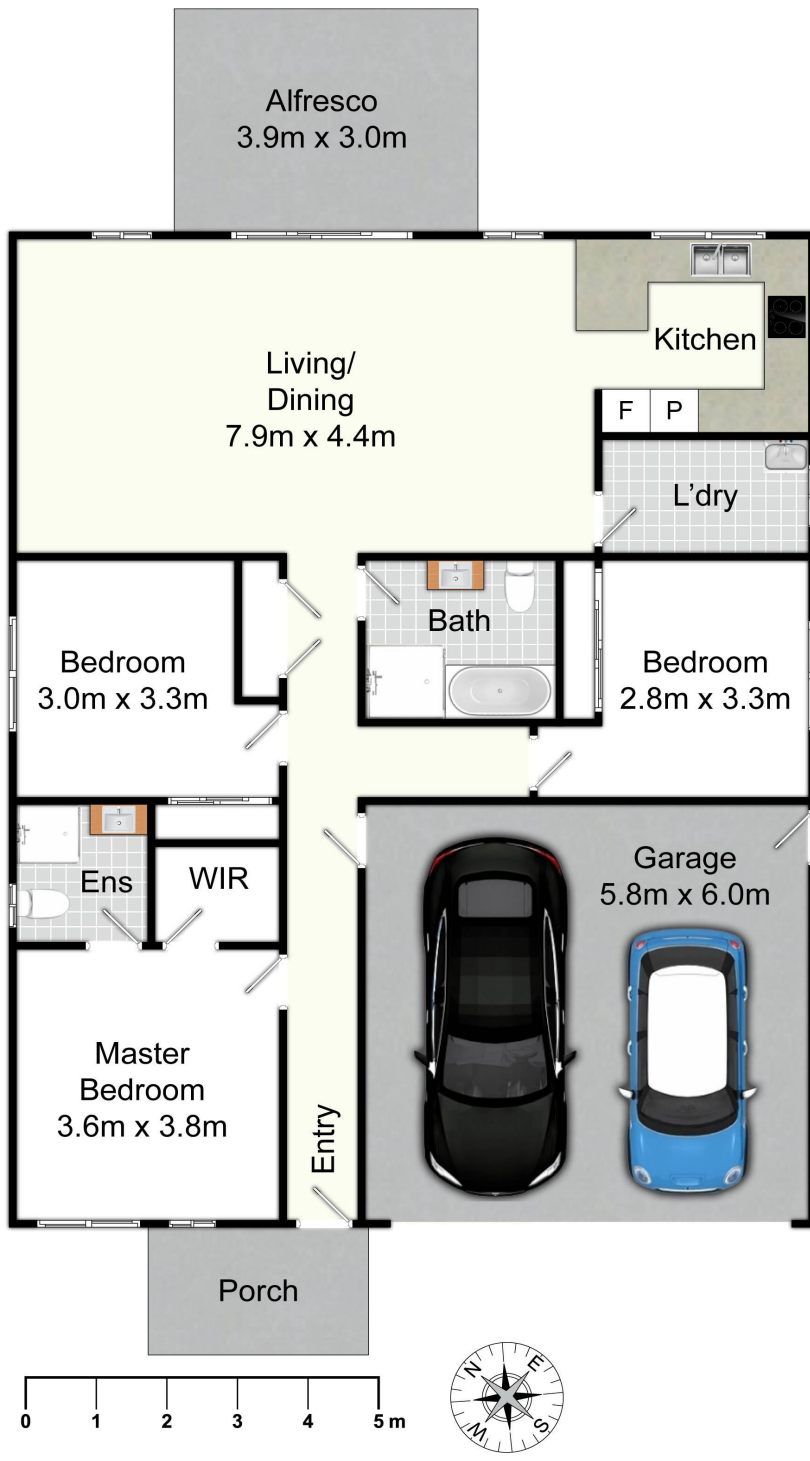 Alfresco
3.9m x 3.0m
Living/
Dining
7.9m x 4.4m
Kitchen
F
P
L’dry
Bath
Bedroom
3.0m x 3.3m
Bedroom
2.8m x 3.3m
Ens
WIR
Garage
5.8m x 6.0m
Master
Bedroom
3.6m x 3.8m
Entry
Porch
N
E
S
W
0 1 2 3 4 5 m